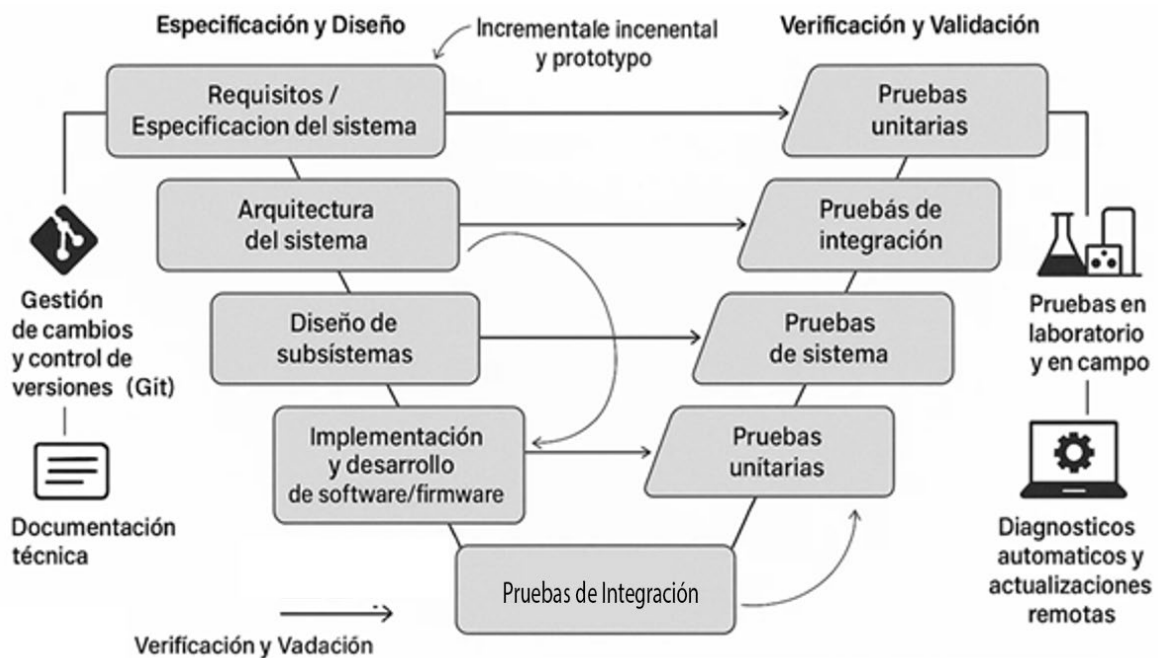 Especificación y Diseño
Incrementale incenental
y prototypo
Verificación y Validación
Requisitos /
Especificacion del sistema
Pruebas
unitarias
Arquitectura
del sistema
Pruebás de
integración
Gestión
de cambios
y control de
versiones (Git)
Diseño de
subsístemas
Pruebas
de sistema
Pruebas en
laboratorio
y en campo
Implementación
y desarrollo
de software/firmware
Pruebas
unitarias
Documentación
técnica
Pruebas de Integración
Diagnosticos
automaticos y
actualizaciones
remotas
Verifícación y Vadación